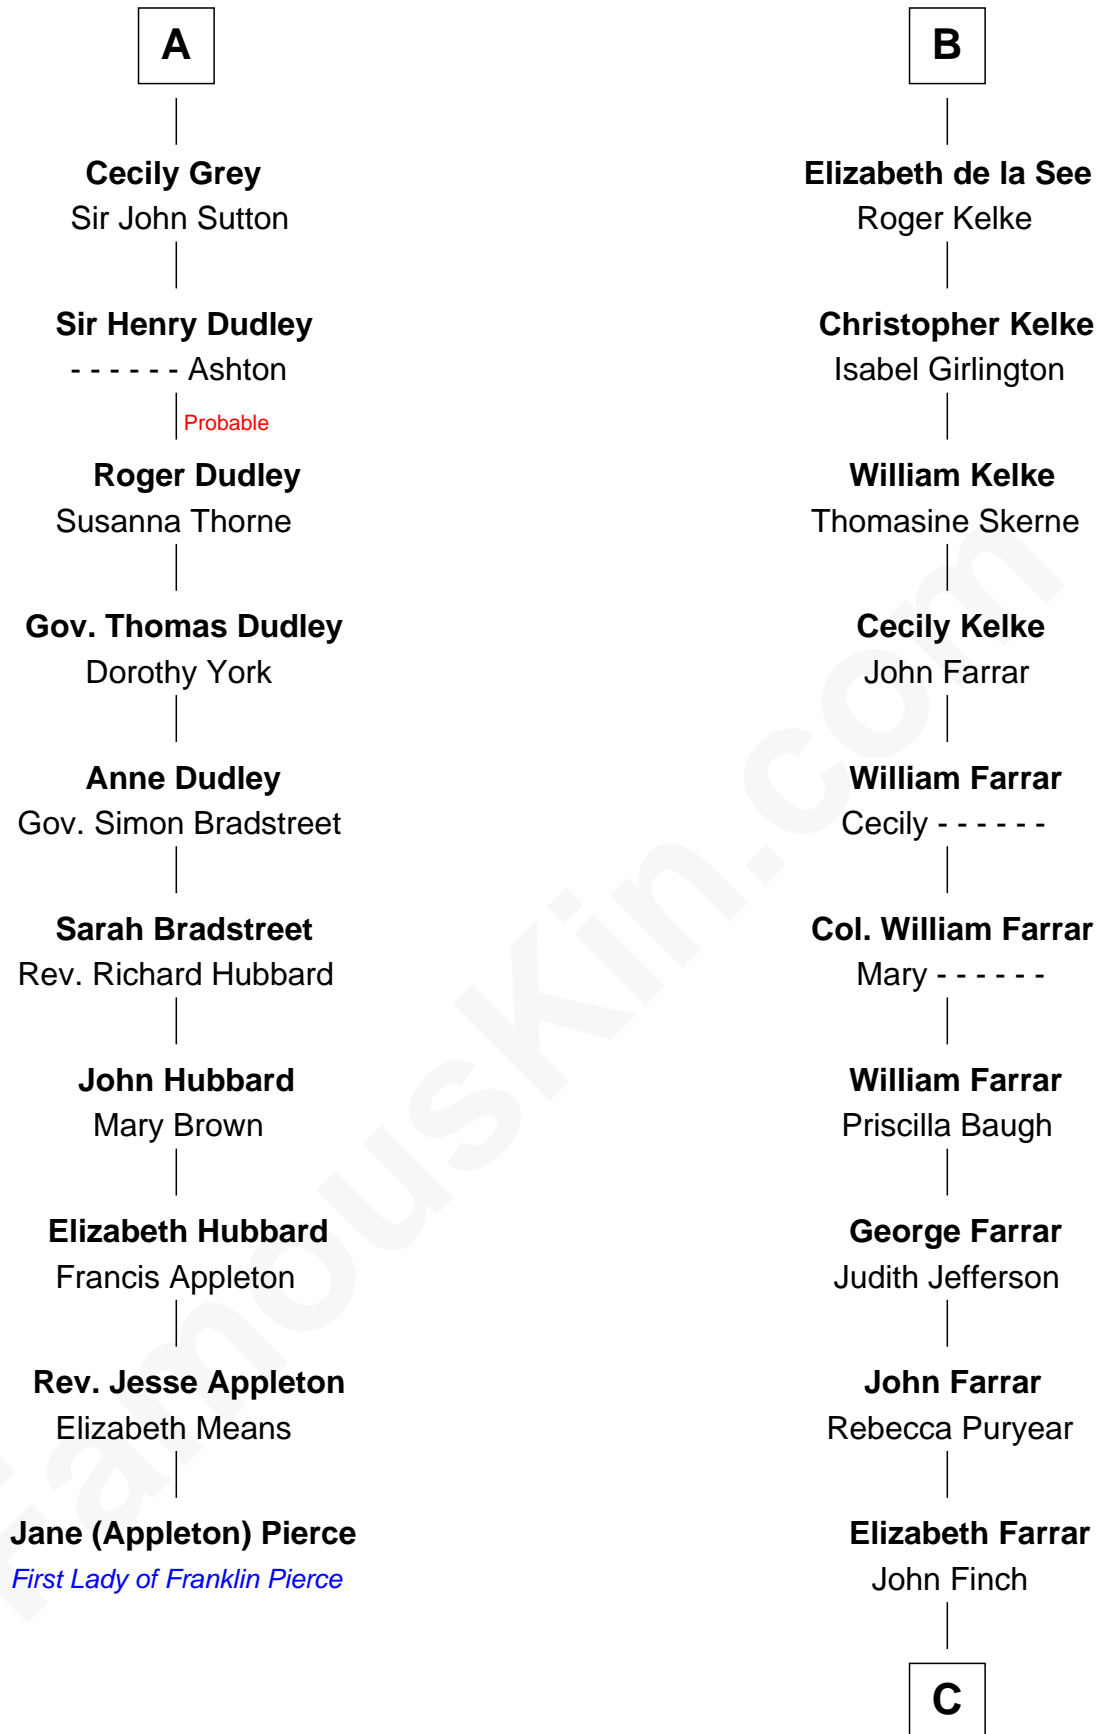 A
Cecily Grey
Sir John Sutton
Sir Henry Dudley
- - - - - - Ashton
Probable
Roger Dudley
Susanna Thorne
Gov. Thomas Dudley
Dorothy York
Anne Dudley
Gov. Simon Bradstreet
Sarah Bradstreet
Rev. Richard Hubbard
John Hubbard
Mary Brown
Elizabeth Hubbard
Francis Appleton
Rev. Jesse Appleton
Elizabeth Means
Jane (Appleton) Pierce
First Lady of Franklin Pierce
B
Elizabeth de la See
Roger Kelke
Christopher Kelke
Isabel Girlington
William Kelke
Thomasine Skerne
Cecily Kelke
John Farrar
William Farrar
Cecily - - - - - -
Col. William Farrar
Mary - - - - - -
William Farrar
Priscilla Baugh
George Farrar
Judith Jefferson
John Farrar
Rebecca Puryear
Elizabeth Farrar
John Finch
C
FamousKin.com